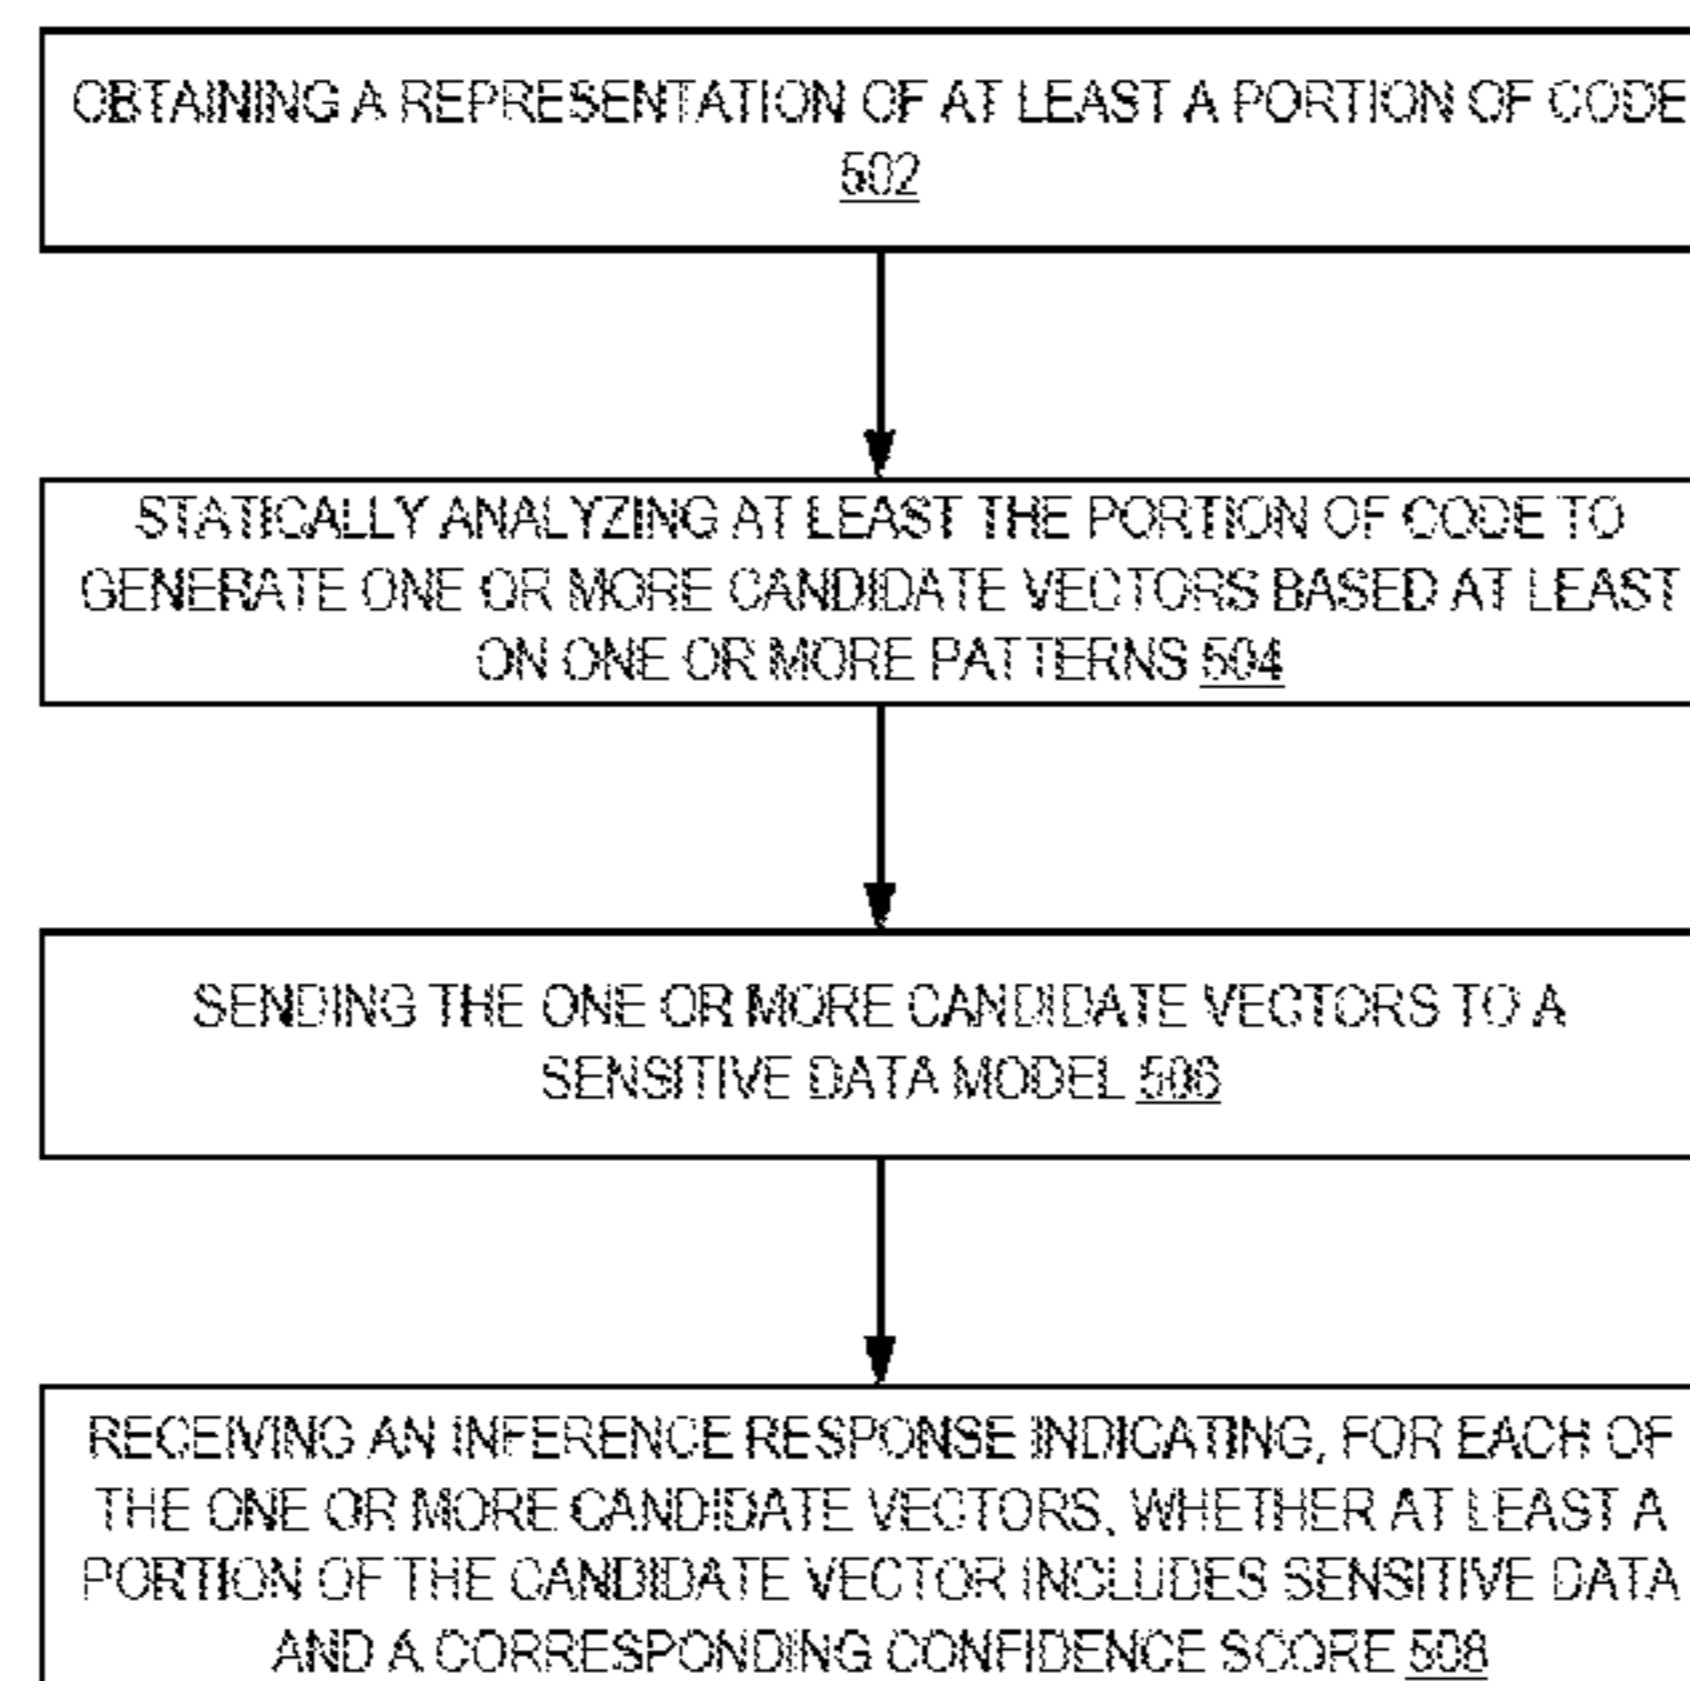 OBTAINING A REPRESENTATION OF AT LEAST A PORTION OF CODE
502
STATICALLY ANALYZING AT LEAST THE PORTION OF CODE TO
GENERATE ONE OR MORE CANDIDATE VECTORS BASED AT LEAST
ON ONE OR MORE PATTERNS 504
SENDING THE ONE OR MORE CANDIDATE VECTORS TO A
SENSITIVE DATA MODEL 506
RECEIVING AN INFERENCE RESPONSE INDICATING, FOR EACH OF
THE ONE OR MORE CANDIDATE VECTORS, WHETHER AT LEAST A
PORTION OF THE CANDIDATE VECTOR INCLUDES SENSITIVE DATA
AND A CORRESPONDING CONFIDENCE SCORE 508